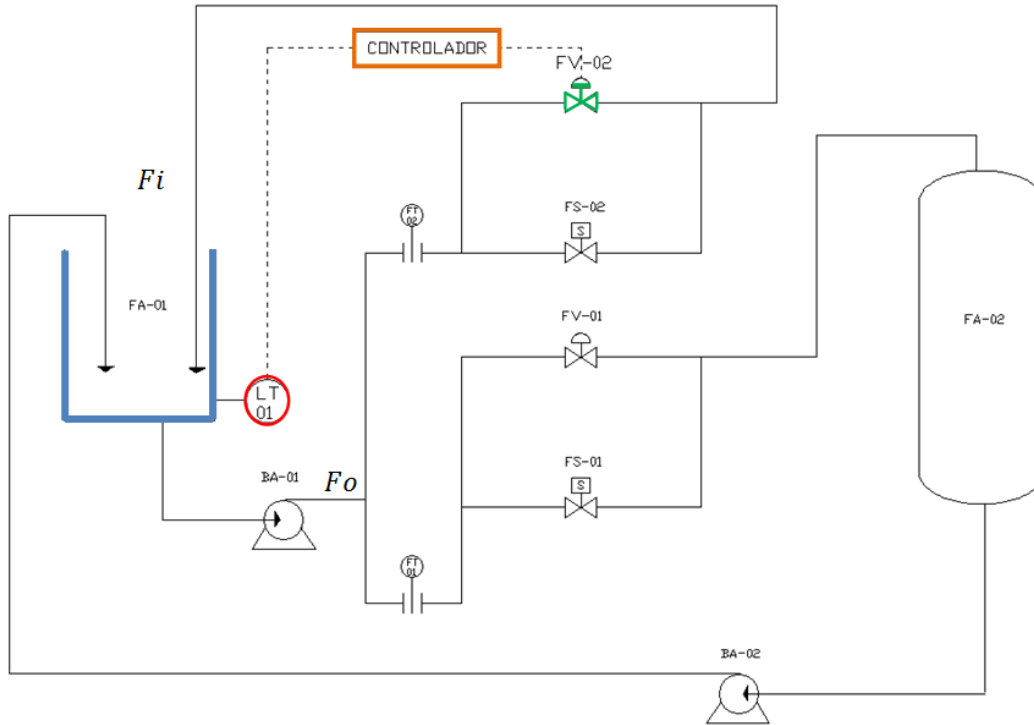 CONTROLADOR
FV-02
Fi
FT
02
FS-02
S
FA-01
FV-01
FA-02
LT
01
BA-01
Fo
FS-01
S
FT
01
BA-02